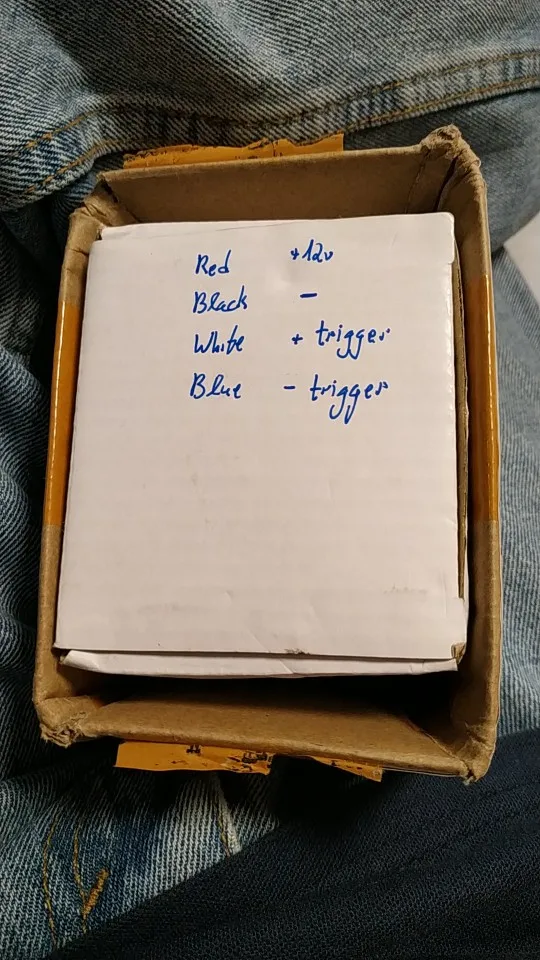 Red +12v
Black -
White + trigger
Blue - trigger